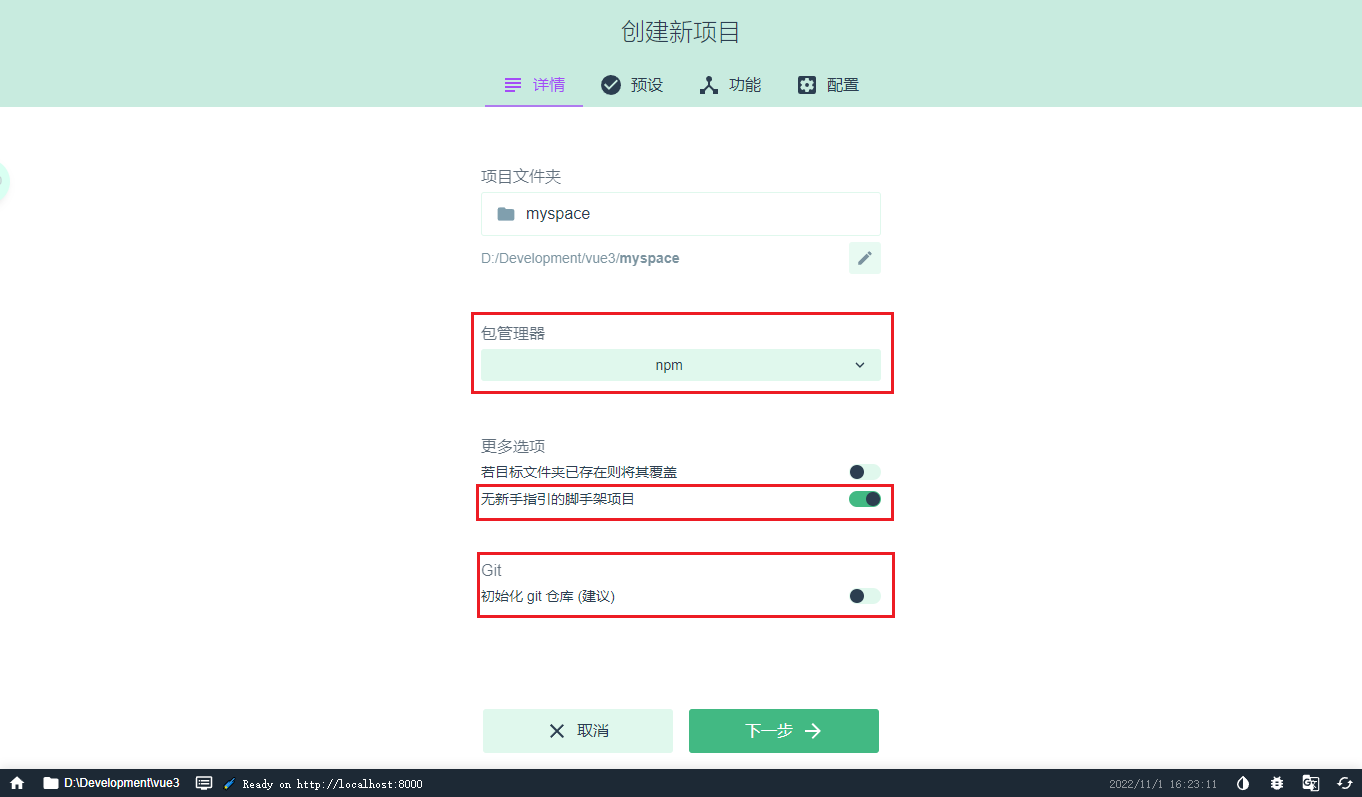 创建新项目
详情 预设 功能 配置
项目文件夹
myspace
D:/Development/vue3/myspace
包管理器
npm
更多选项
若目标文件夹已存在则将其覆盖
无新手指引的脚手架项目
Git
初始化 git 仓库 (建议)
取消 下一步
D:\Development\vue3 Ready on http://localhost:8000 2022/11/1 16:23:11